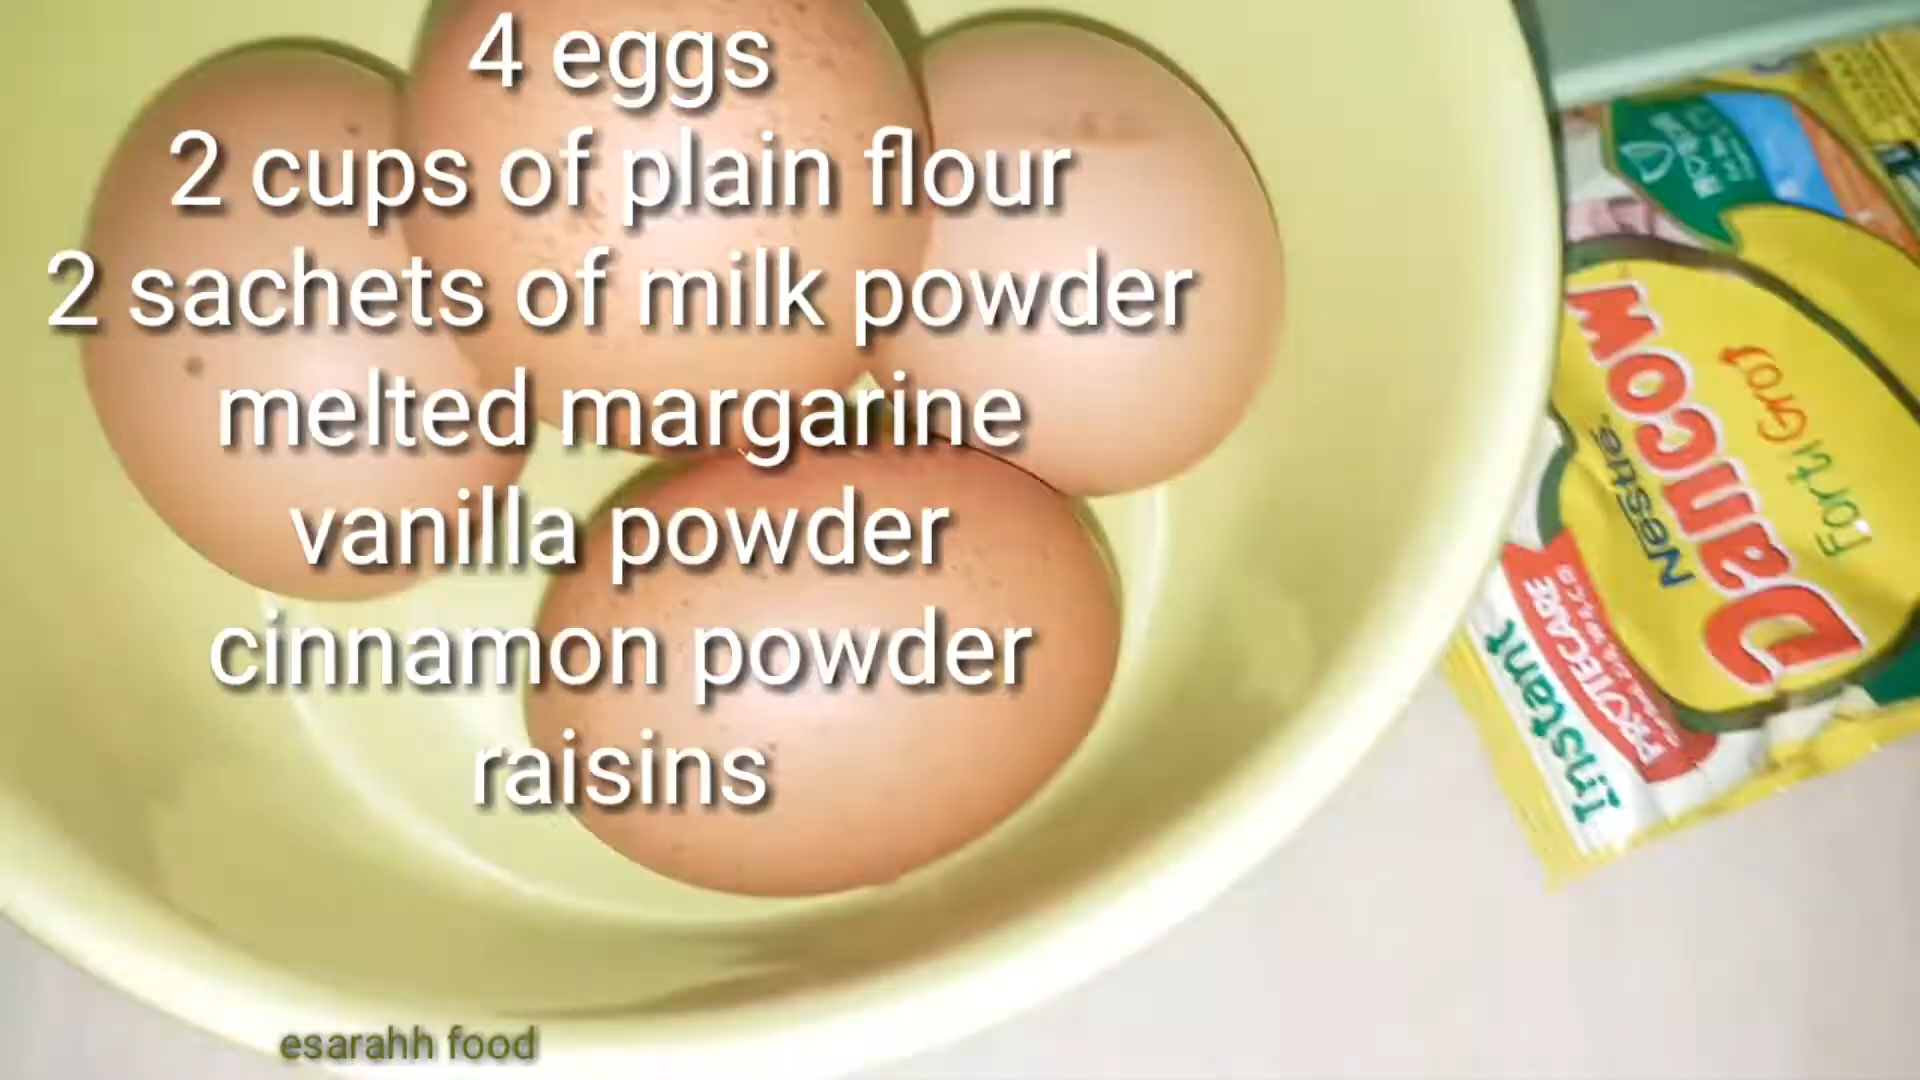 4 eggs
2 cups of plain flour
2 sachets of milk powder
melted margarine
vanilla powder
cinnamon powder
raisins
esarahh food
Nestlé
Dancow
FortiGro
Instant
PROTECARE